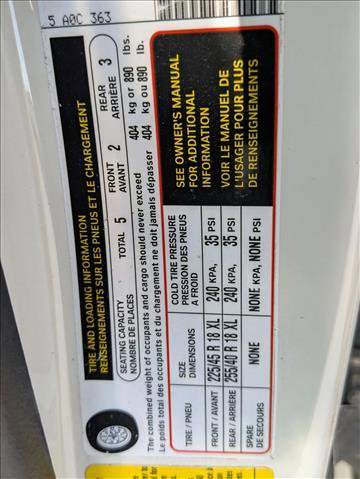 5 A0C 363
TIRE AND LOADING INFORMATION
RENSEIGNEMENTS SUR LES PNEUS ET LE CHARGEMENT
SEATING CAPACITY
NOMBRE DE PLACES
TOTAL 5
FRONT
AVANT
2
REAR
ARRIÈRE
3
The combined weight of occupants and cargo should never exceed 404 kg or 890 lbs.
Le poids total des occupants et du chargement ne doit jamais dépasser 404 kg ou 890 lb.
TIRE / PNEU
SIZE
DIMENSIONS
COLD TIRE PRESSURE
PRESSION DES PNEUS
A FROID
FRONT / AVANT 225/45 R 18 XL 240 KPA, 35 PSI
REAR / ARRIÈRE 255/40 R 18 XL 240 KPA, 35 PSI
SPARE
DE SECOURS
NONE
NONE KPA, NONE PSI
SEE OWNER'S MANUAL
FOR ADDITIONAL
INFORMATION
VOIR LE MANUEL DE
L'USAGER POUR PLUS
DE RENSEIGNEMENTS